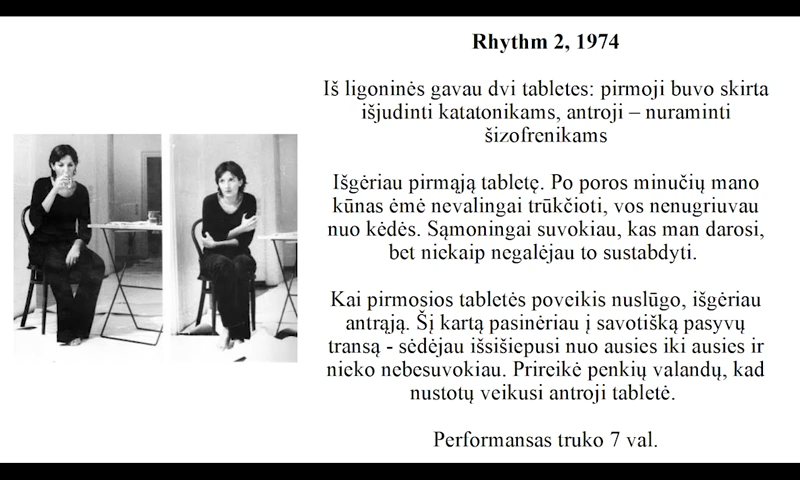 Rhythm 2, 1974
Iš ligoninės gavau dvi tabletes: pirmoji buvo skirta
išjudinti katatonikams, antroji – nuraminti
šizofrenikams
Išgėriau pirmąją tabletę. Po poros minučių mano
kūnas ėmė nevalingai trūkčioti, vos nenugriuvau
nuo kėdės. Sąmoningai suvokiau, kas man darosi,
bet niekaip negalėjau to sustabdyti.
Kai pirmosios tabletės poveikis nuslūgo, išgėriau
antrąją. Šį kartą pasinėriau į savotišką pasyvų
transą - sėdėjau išsišiepusi nuo ausies iki ausies ir
nieko nebesuvokiau. Prireikė penkių valandų, kad
nustotų veikusi antroji tabletė.
Performansas truko 7 val.